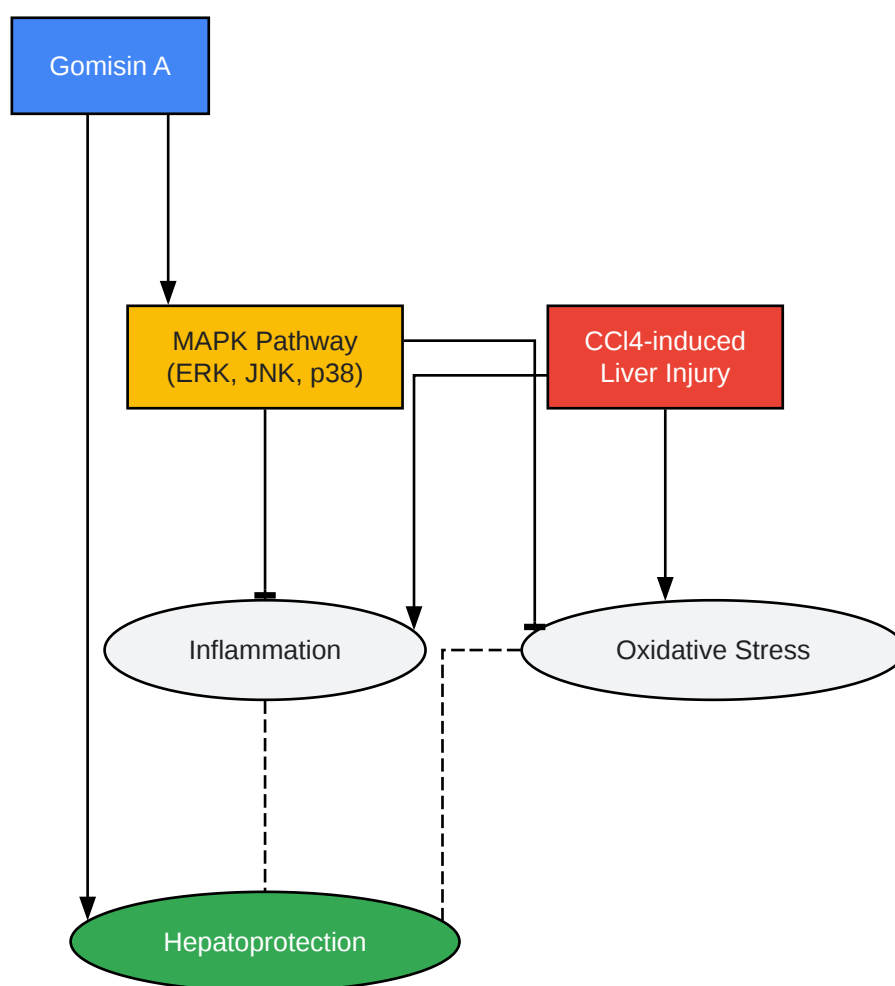 Gomisin A
MAPK Pathway
(ERK, JNK, p38)
CCl4-induced
Liver Injury
Inflammation
Oxidative Stress
Hepatoprotection